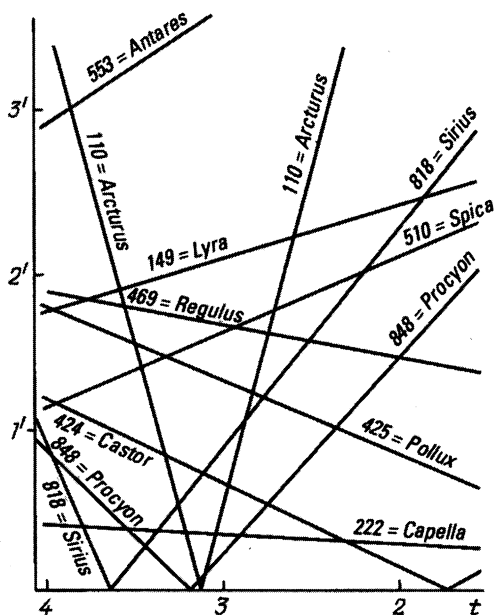 553 = Antares
3'
110 = Arcturus
110 = Arcturus
818 = Sirius
149 = Lyra
510 = Spica
2'
469 = Regulus
848 = Procyon
1'
424 = Castor
425 = Pollux
848 = Procyon
818 = Sirius
222 = Capella
4
3
2
t